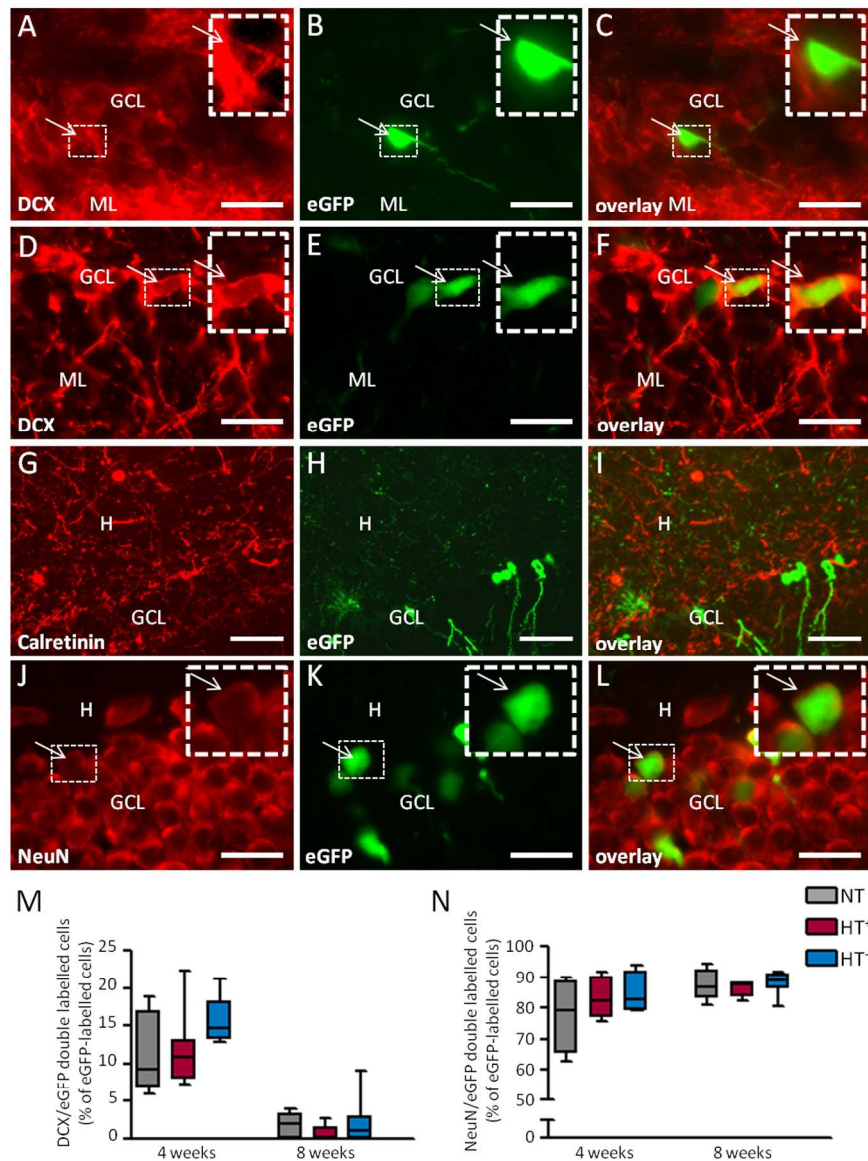 A
GCL
DCX
ML
B
GCL
eGFP
ML
C
GCL
overlay
ML
D
GCL
ML
DCX
E
GCL
ML
eGFP
F
GCL
ML
overlay
G
H
GCL
Calretinin
H
H
GCL
eGFP
I
H
GCL
overlay
J
H
GCL
NeuN
K
H
GCL
eGFP
L
H
GCL
overlay
M
DCX/eGFP double labelled cells
(% of eGFP-labelled cells)
25
20
15
10
5
0
4 weeks
8 weeks
N
NeuN/eGFP double labelled cells
(% of eGFP-labelled cells)
100
90
80
70
60
50
0
4 weeks
8 weeks
NT